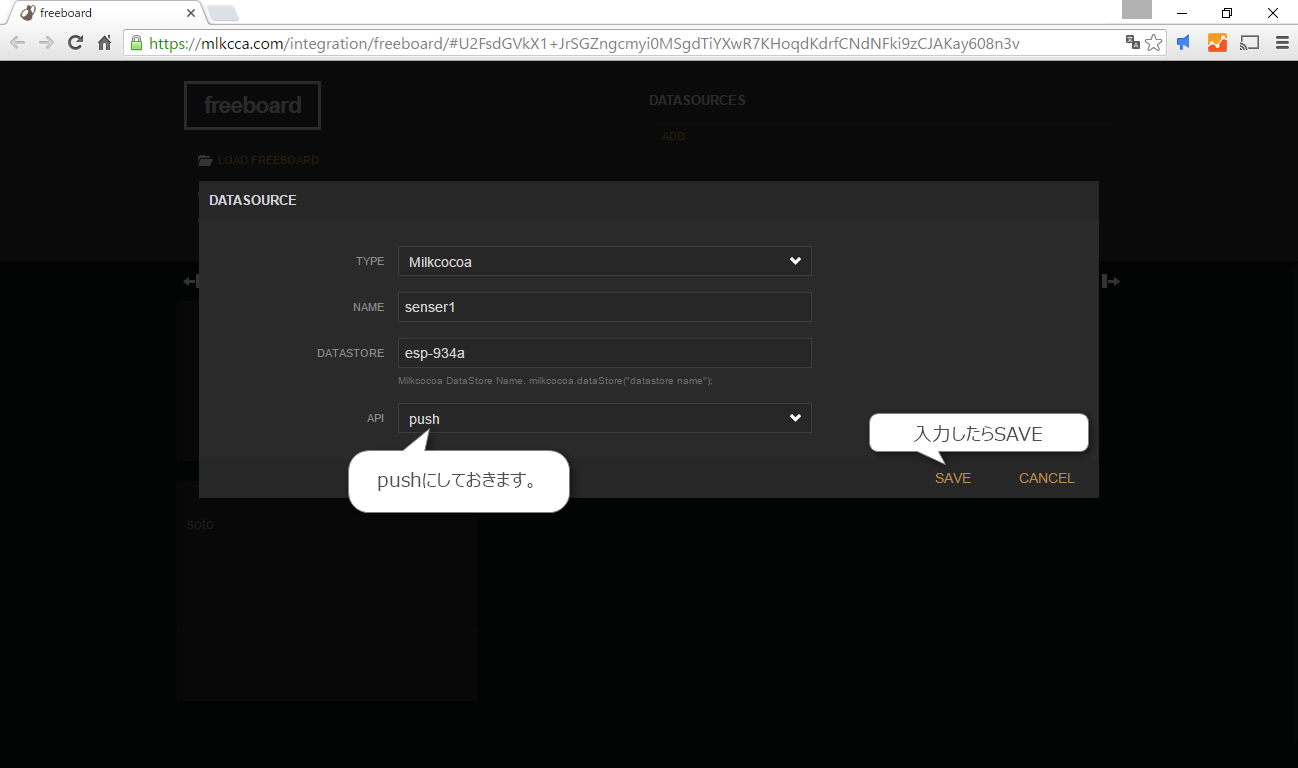 freeboard
https://mlkcca.com/integration/freeboard/#U2FsdGVkX1+JrSGZngcmyi0MSgdTiYXwR7KHoqdKdrfCNdNFki9zCJAKay608n3v
freeboard
DATASOURCES
ADD
LOAD FREEBOARD
DATASOURCE
TYPE Milkcocoa
NAME senser1
DATASTORE esp-934a
Milkcocoa DataStore Name. milkcocoa.dataStore("datastore name");
API push
入力したらSAVE
pushにしておきます。
SAVE CANCEL
soto